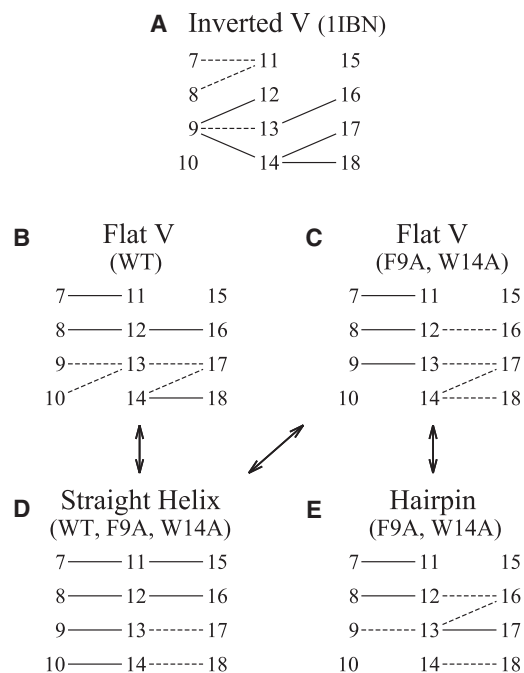 A Inverted V (1IBN)
7 11 15
8 12 16
9 13 17
10 14 18
B Flat V
(WT)
7 11 15
8 12 16
9 13 17
10 14 18
C Flat V
(F9A, W14A)
7 11 15
8 12 16
9 13 17
10 14 18
D Straight Helix
(WT, F9A, W14A)
7 11 15
8 12 16
9 13 17
10 14 18
E Hairpin
(F9A, W14A)
7 11 15
8 12 16
9 13 17
10 14 18